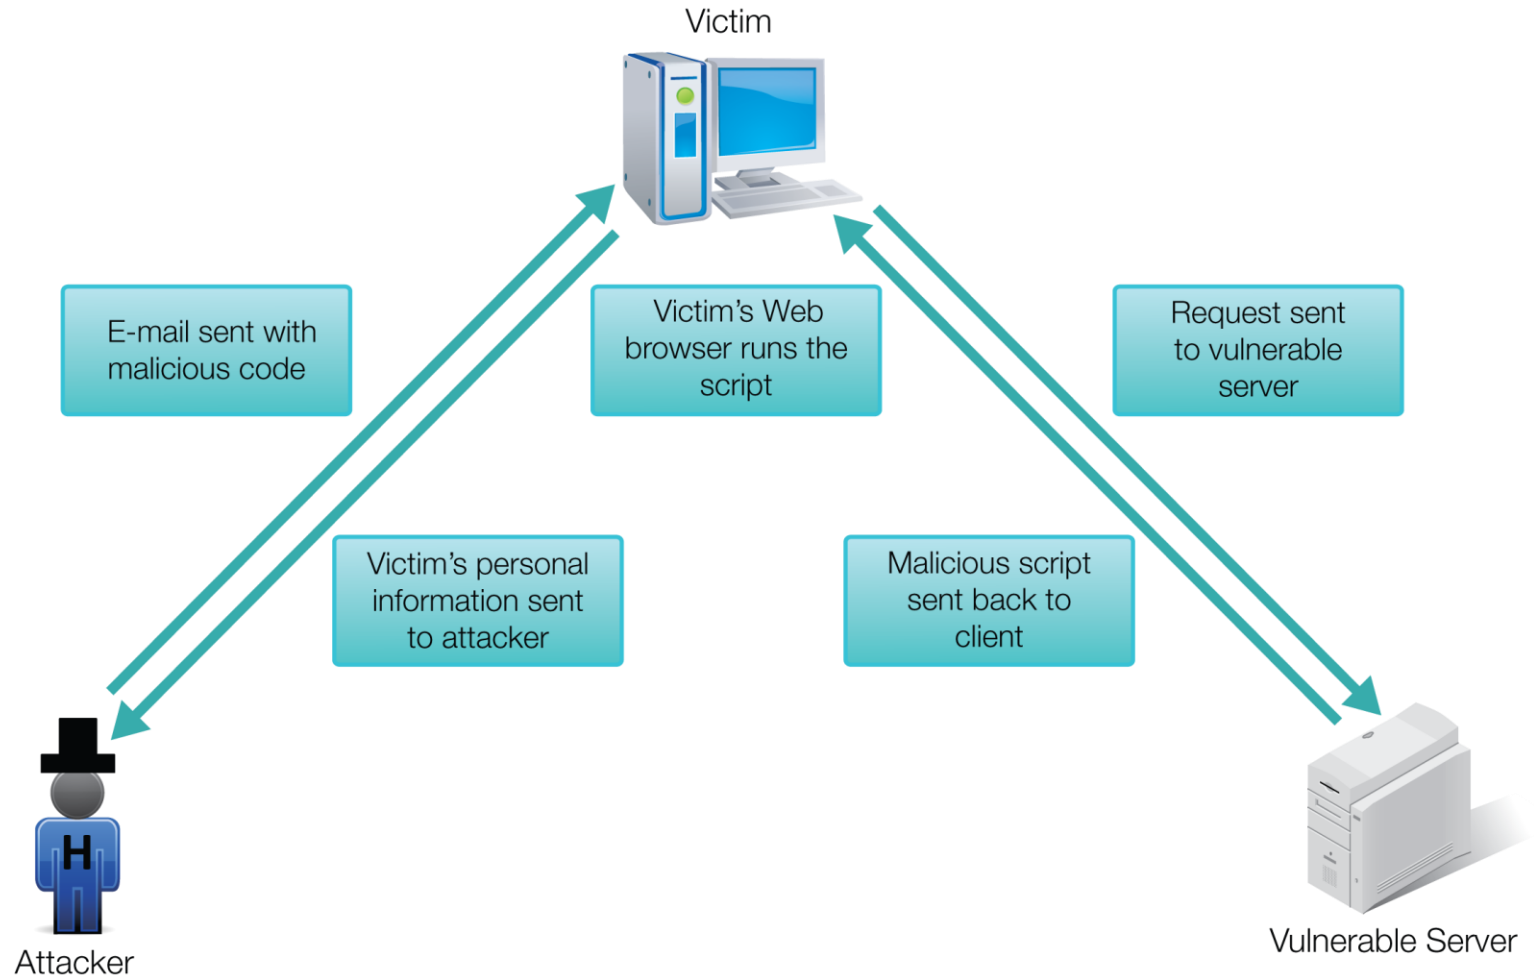 Victim
E-mail sent with
malicious code
Victim’s Web
browser runs the
script
Request sent
to vulnerable
server
Victim’s personal
information sent
to attacker
Malicious script
sent back to
client
H
Attacker
Vulnerable Server